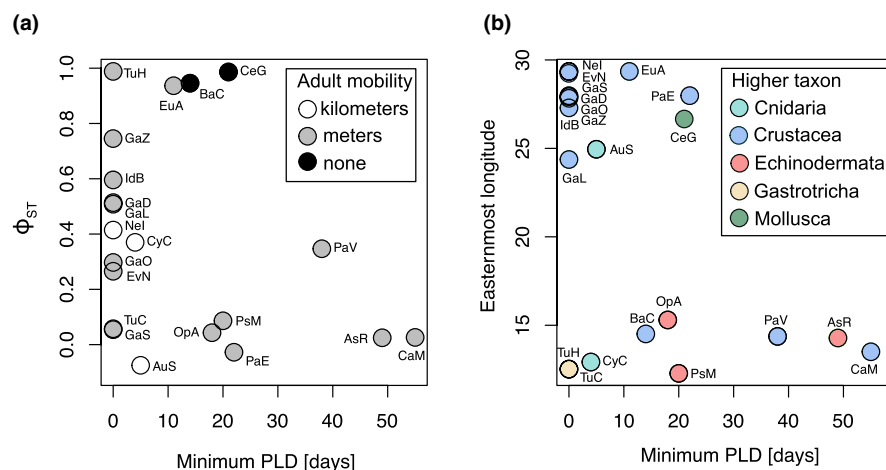 (a)
ΦST
1.0
0.8
0.6
0.4
0.2
0.0
TuH
CeG
BaC
EuA
GaZ
IdB
GaD
GaL
NeI
CyC
PaV
GaO
EvN
TuC
GaS
OpA
PsM
PaE
AsR
CaM
AuS
Adult mobility
kilometers
meters
none
0 10 20 30 40 50
Minimum PLD [days]
(b)
Easternmost longitude
30
25
20
15
NeI
EvN
EuA
GaS
GaD
PaE
GaO
IdB
GaZ
CeG
AuS
GaL
Higher taxon
Cnidaria
Crustacea
Echinodermata
Gastrotricha
Mollusca
OpA
BaC
PaV
AsR
TuH
CyC
TuC
PsM
CaM
0 10 20 30 40 50
Minimum PLD [days]